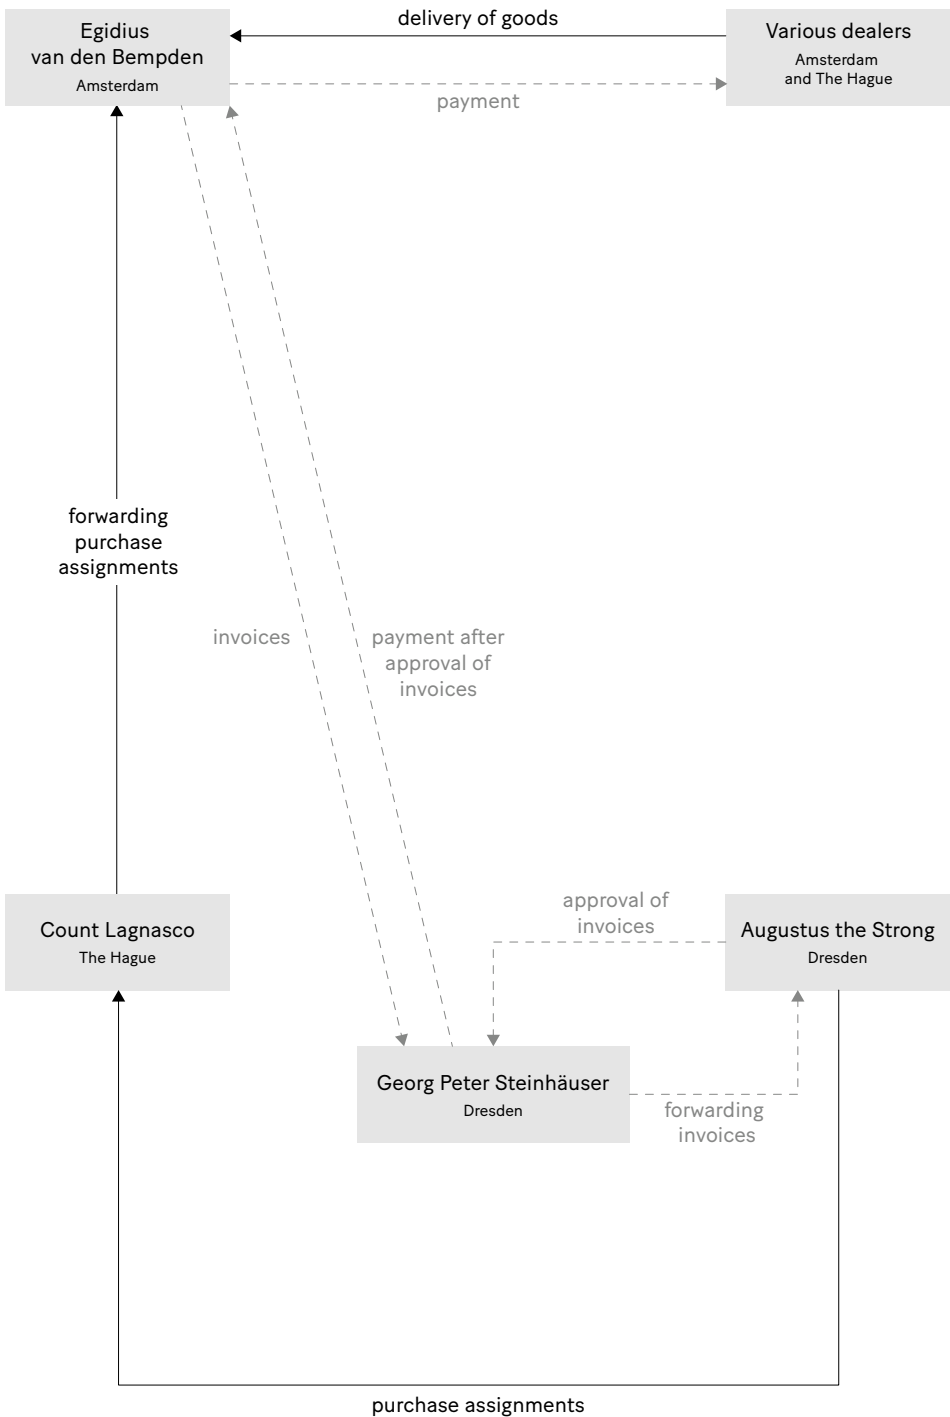 delivery of goods
Egidius
van den Bempden
Amsterdam
Various dealers
Amsterdam
and The Hague
payment
forwarding
purchase
assignments
invoices
payment after
approval of
invoices
approval of
invoices
Count Lagnasco
The Hague
Augustus the Strong
Dresden
Georg Peter Steinhäuser
Dresden
forwarding
invoices
purchase assignments